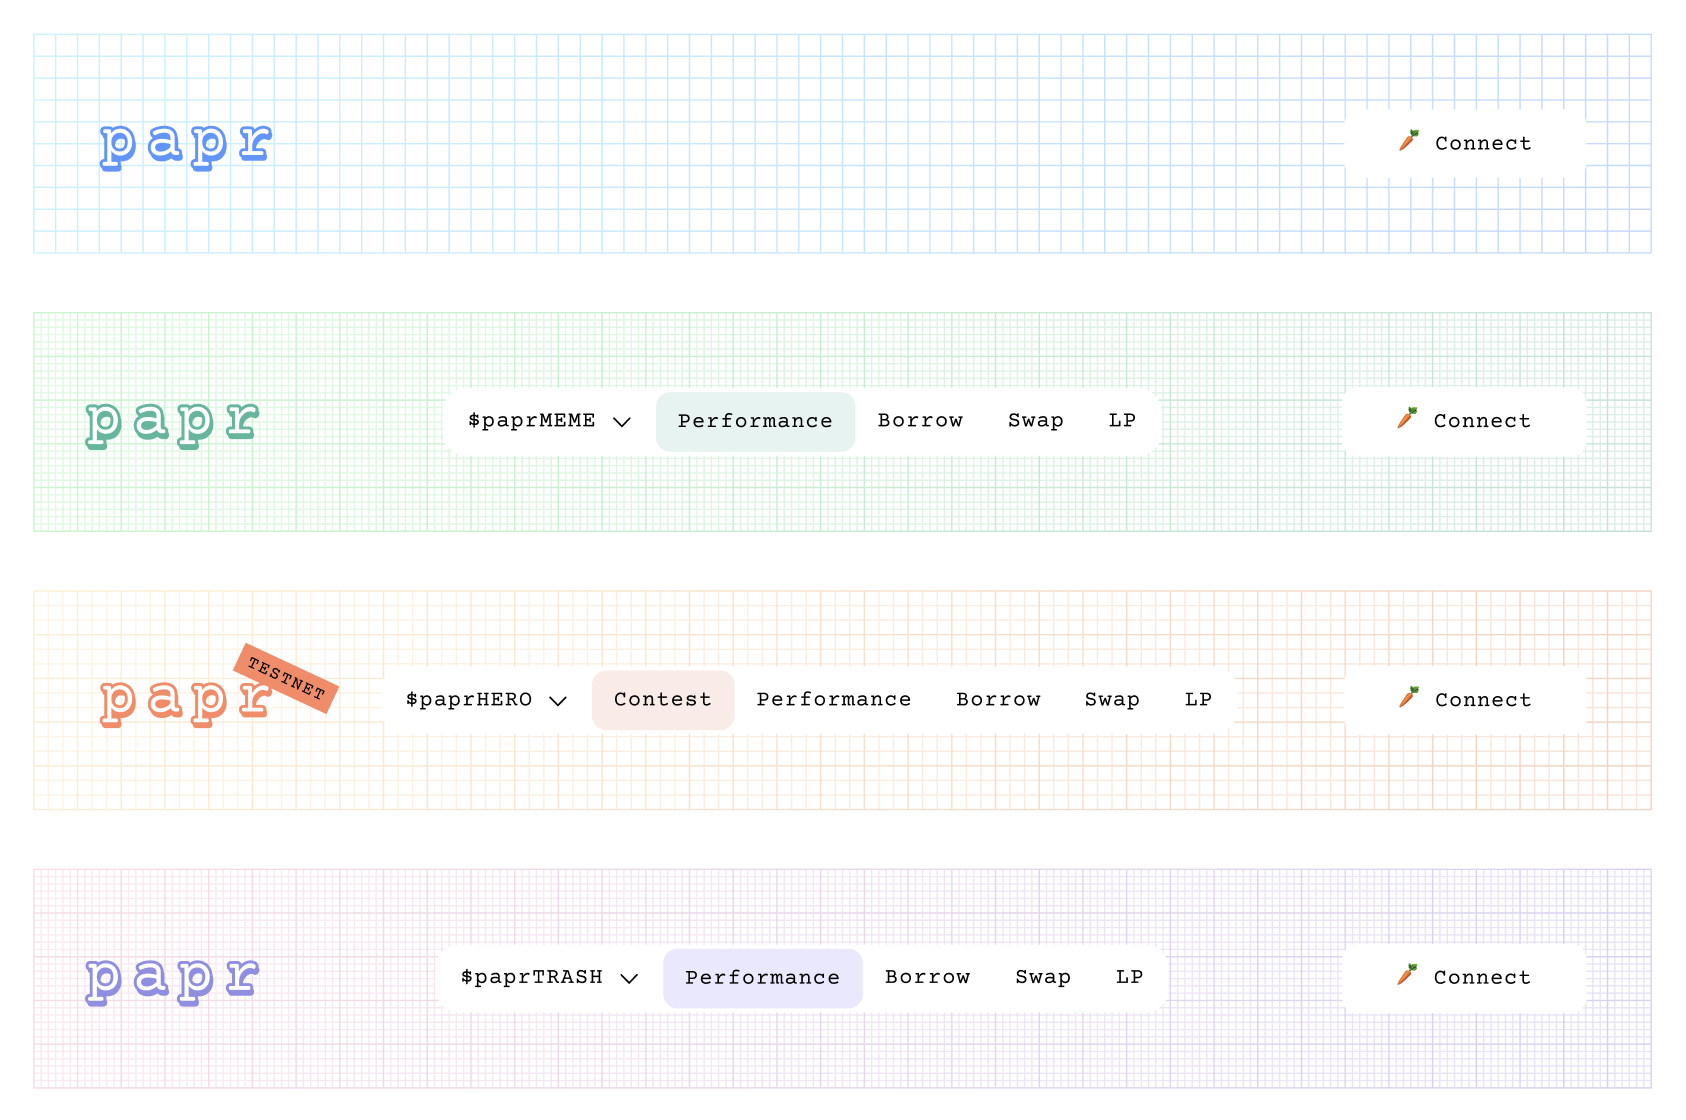 papr
🥕 Connect
papr
$paprMEME Performance Borrow Swap LP
🥕 Connect
papr
TESTNET
$paprHERO Contest Performance Borrow Swap LP
🥕 Connect
papr
$paprTRASH Performance Borrow Swap LP
🥕 Connect